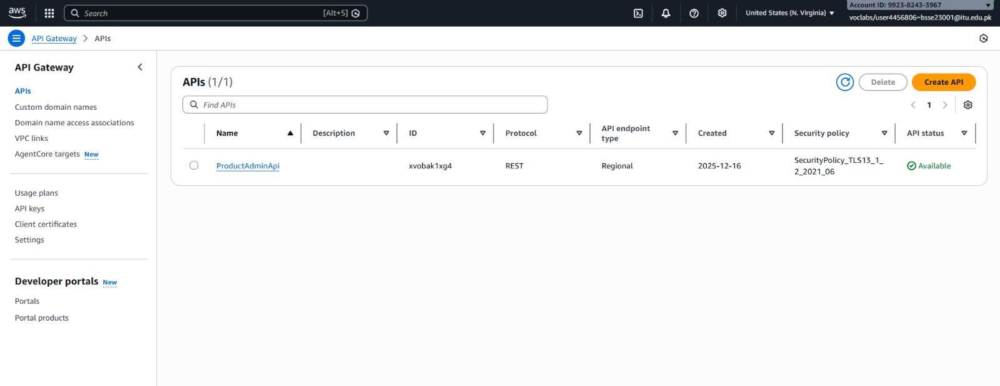 aws
Search [Alt+S]
United States (N. Virginia)
Account ID: 9923-8243-3967
voclabs/user4456806=bsse23001@itu.edu.pk
API Gateway APIs
API Gateway
APIs
Custom domain names
Domain name access associations
VPC links
AgentCore targets New
Usage plans
API keys
Client certificates
Settings
Developer portals New
Portals
Portal products
APIs (1/1)
Delete
Create API
Find APIs
1
Name Description ID Protocol API endpoint type Created Security policy API status
ProductAdminApi xvobak1xg4 REST Regional 2025-12-16 SecurityPolicy_TLS13_1_
2_2021_06 Available